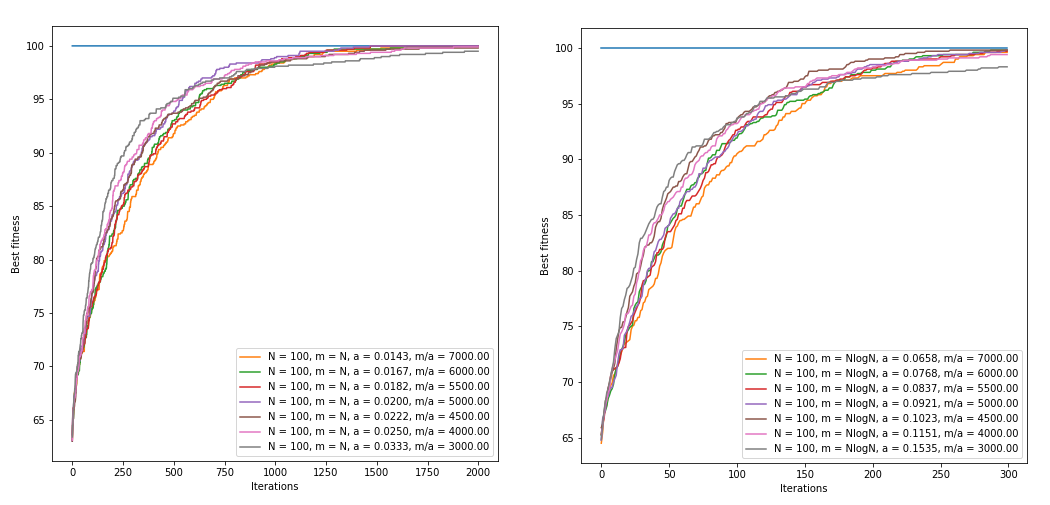 100
95
90
85
80
75
70
65
Best fitness
0
250
500
750
1000
1250
1500
1750
2000
Iterations
N = 100, m = N, a = 0.0143, m/a = 7000.00
N = 100, m = N, a = 0.0167, m/a = 6000.00
N = 100, m = N, a = 0.0182, m/a = 5500.00
N = 100, m = N, a = 0.0200, m/a = 5000.00
N = 100, m = N, a = 0.0222, m/a = 4500.00
N = 100, m = N, a = 0.0250, m/a = 4000.00
N = 100, m = N, a = 0.0333, m/a = 3000.00
100
95
90
85
80
75
70
65
Best fitness
0
50
100
150
200
250
300
Iterations
N = 100, m = NlogN, a = 0.0658, m/a = 7000.00
N = 100, m = NlogN, a = 0.0768, m/a = 6000.00
N = 100, m = NlogN, a = 0.0837, m/a = 5500.00
N = 100, m = NlogN, a = 0.0921, m/a = 5000.00
N = 100, m = NlogN, a = 0.1023, m/a = 4500.00
N = 100, m = NlogN, a = 0.1151, m/a = 4000.00
N = 100, m = NlogN, a = 0.1535, m/a = 3000.00